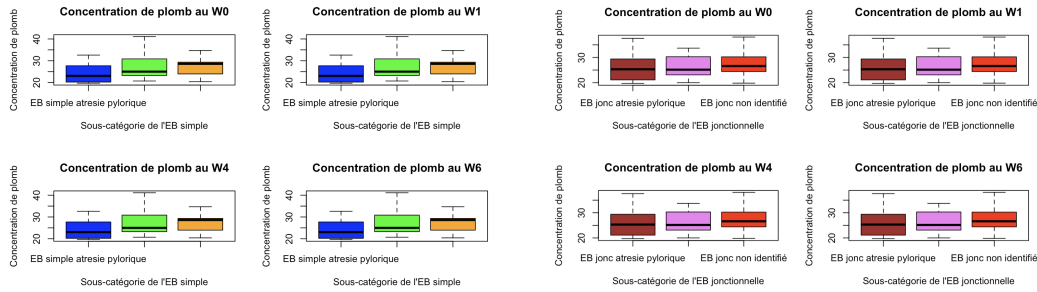 Concentration de plomb au W0
Concentration de plomb
40
30
20
EB simple atresie pylorique
Sous-catégorie de l'EB simple
Concentration de plomb au W1
Concentration de plomb
40
30
20
EB simple atresie pylorique
Sous-catégorie de l'EB simple
Concentration de plomb au W0
Concentration de plomb
30
20
EB jonc atresie pylorique
EB jonc non identifié
Sous-catégorie de l'EB jonctionnelle
Concentration de plomb au W1
Concentration de plomb
30
20
EB jonc atresie pylorique
EB jonc non identifié
Sous-catégorie de l'EB jonctionnelle
Concentration de plomb au W4
Concentration de plomb
40
30
20
EB simple atresie pylorique
Sous-catégorie de l'EB simple
Concentration de plomb au W6
Concentration de plomb
40
30
20
EB simple atresie pylorique
Sous-catégorie de l'EB simple
Concentration de plomb au W4
Concentration de plomb
30
20
EB jonc atresie pylorique
EB jonc non identifié
Sous-catégorie de l'EB jonctionnelle
Concentration de plomb au W6
Concentration de plomb
30
20
EB jonc atresie pylorique
EB jonc non identifié
Sous-catégorie de l'EB jonctionnelle